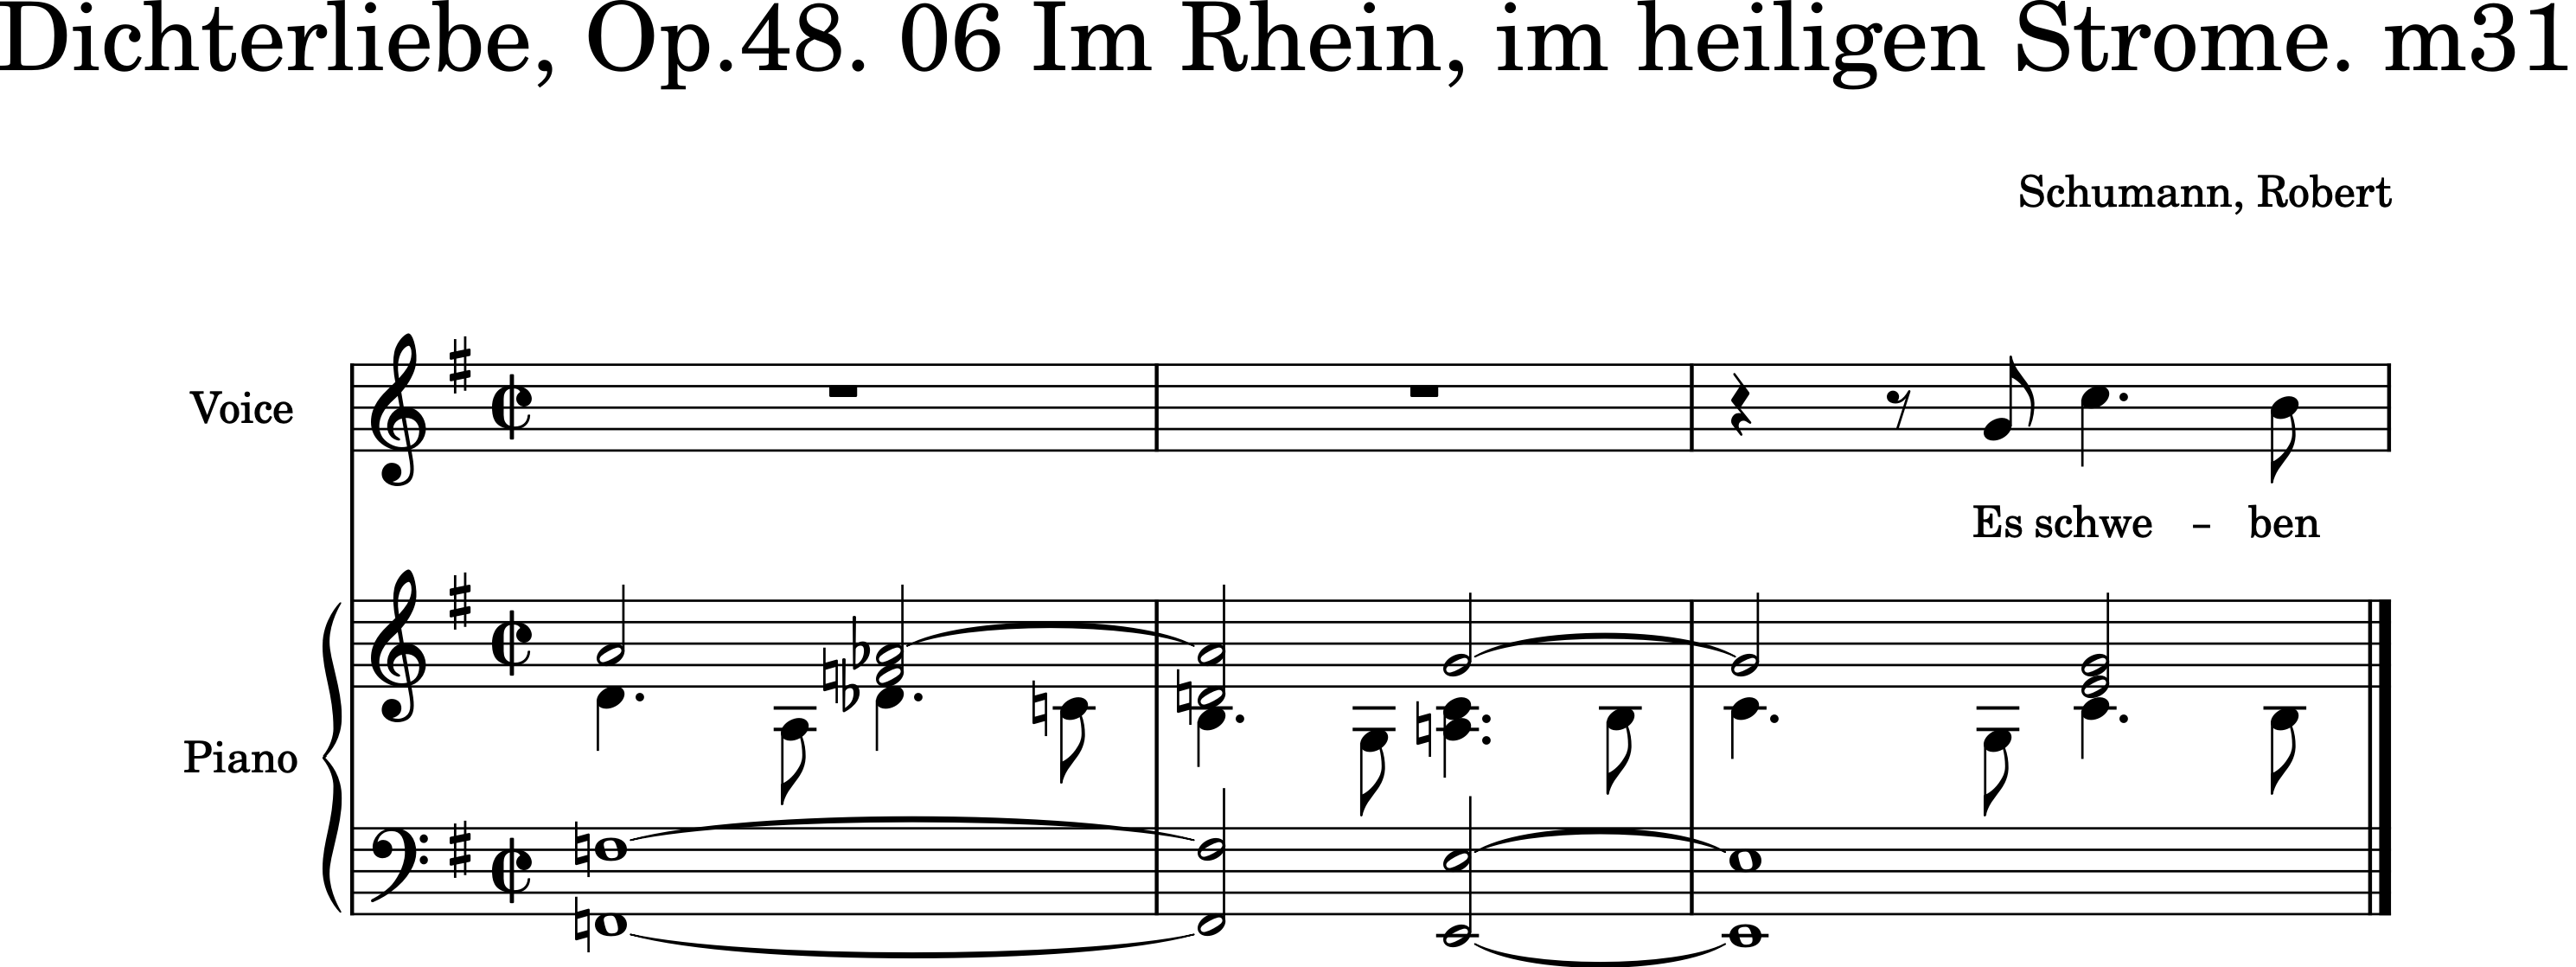 Dichterliebe, Op.48. 06 Im Rhein, im heiligen Strome. m31
Schumann, Robert
Voice
Es schwe - ben
Piano